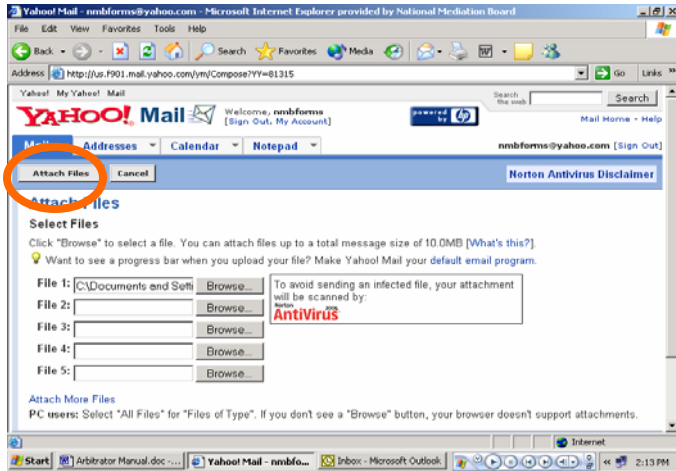 Yahoo! Mail - nmbforms@yahoo.com - Microsoft Internet Explorer provided by National Mediation Board
File Edit View Favorites Tools Help
Back Search Favorites Media
Address http://us.f901.mail.yahoo.com/ym/Compose?YY=81315 Go Links »
Yahoo! My Yahoo! Mail Search the web Search
YAHOO! Mail Welcome, nmbforms [Sign Out, My Account] powered by hp Mail Home - Help
Mail Addresses Calendar Notepad nmbforms@yahoo.com [Sign Out]
Attach Files Cancel Norton Antivirus Disclaimer
Attach Files
Select Files
Click "Browse" to select a file. You can attach files up to a total message size of 10.0MB [What's this?].
Want to see a progress bar when you upload your file? Make Yahoo! Mail your default email program.
File 1: C:\Documents and Setti Browse... To avoid sending an infected file, your attachment
will be scanned by:
File 2: Browse... Norton AntiVirus
File 3: Browse...
File 4: Browse...
File 5: Browse...
Attach More Files
PC users: Select "All Files" for "Files of Type". If you don't see a "Browse" button, your browser doesn't support attachments.
Internet
Start Arbitrator Manual.doc -... Yahoo! Mail - nmbfo... Inbox - Microsoft Outlook « 2:13 PM